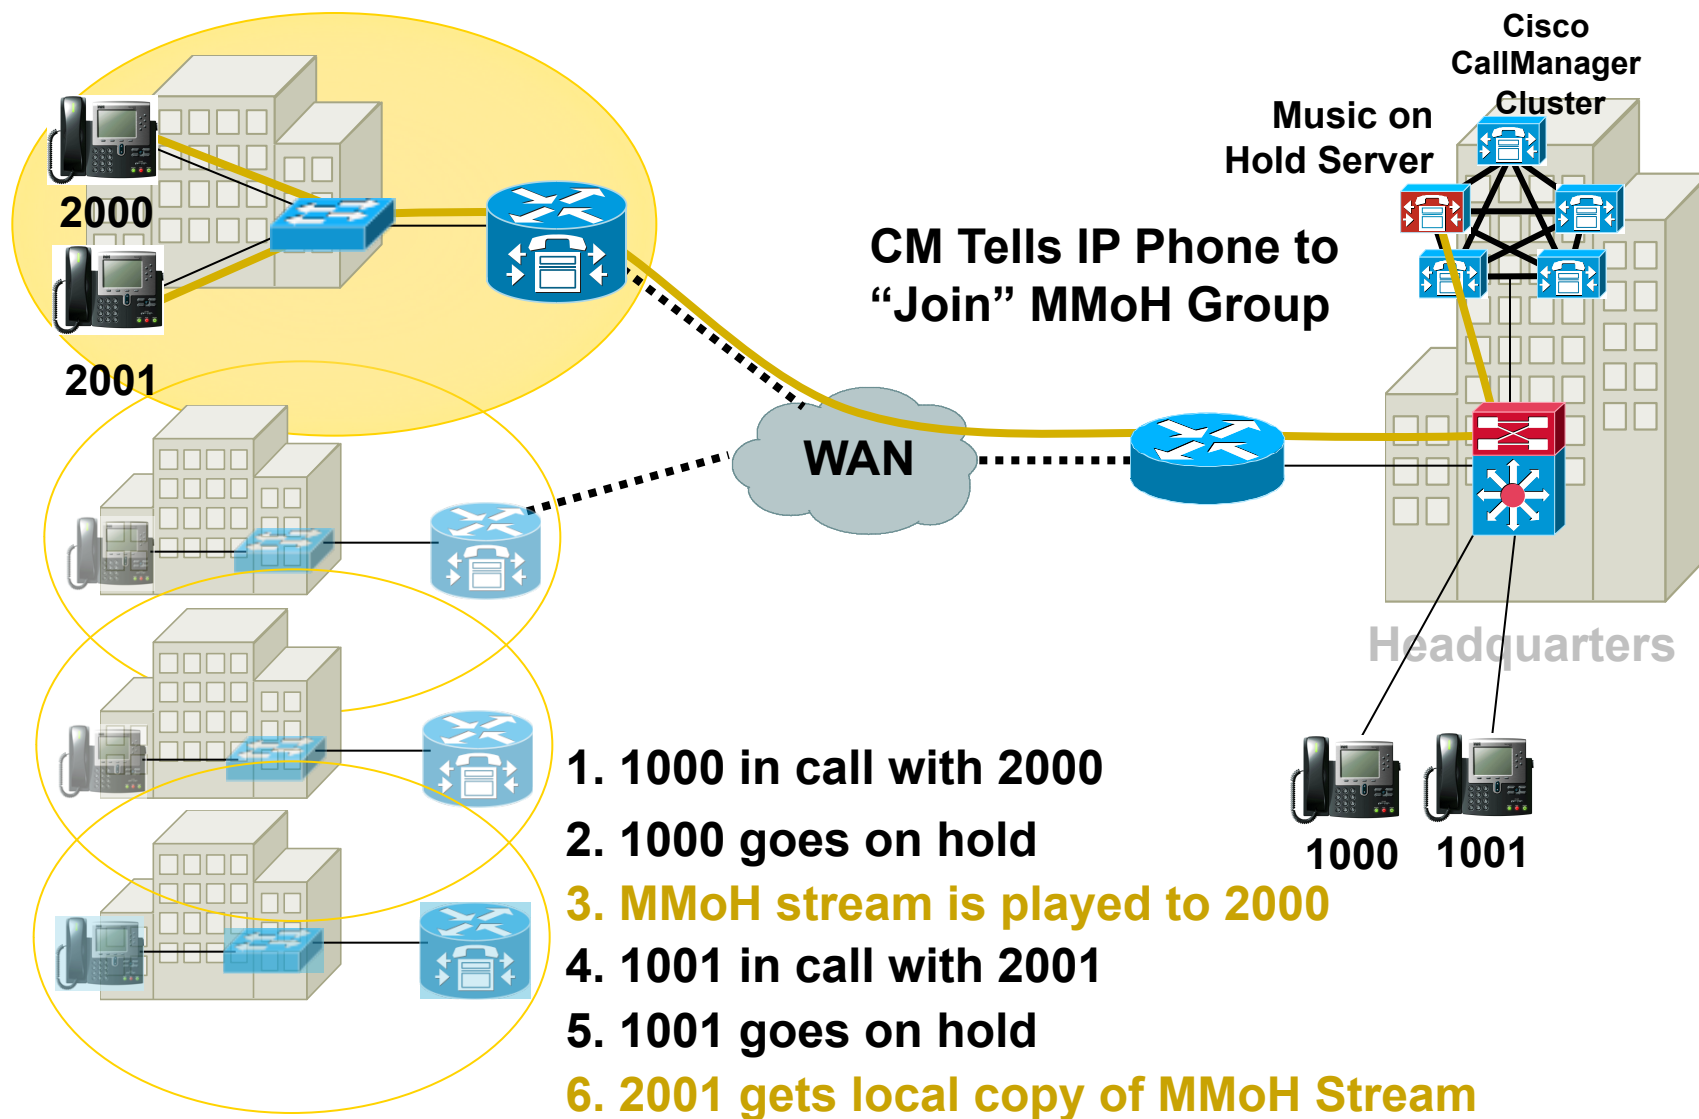 Cisco
CallManager
Cluster
Music on
Hold Server
2000
2001
CM Tells IP Phone to
“Join” MMoH Group
WAN
Headquarters
1000
1001
1. 1000 in call with 2000
2. 1000 goes on hold
3. MMoH stream is played to 2000
4. 1001 in call with 2001
5. 1001 goes on hold
6. 2001 gets local copy of MMoH Stream